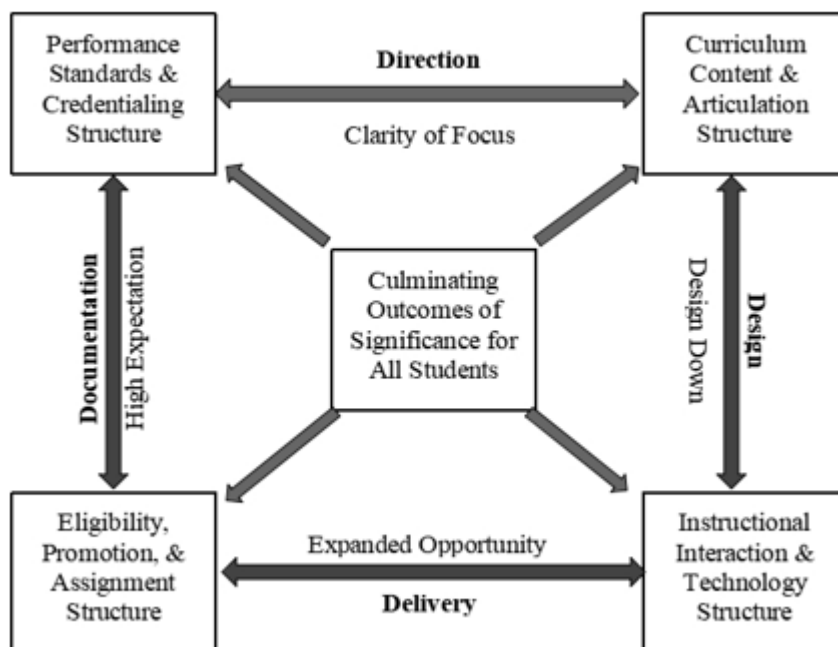 Performance
Standards &
Credentialing
Structure
Direction
Clarity of Focus
Curriculum
Content &
Articulation
Structure
Documentation
High Expectation
Culminating
Outcomes of
Significance for
All Students
Design Down
Design
Eligibility,
Promotion, &
Assignment
Structure
Expanded Opportunity
Delivery
Instructional
Interaction &
Technology
Structure